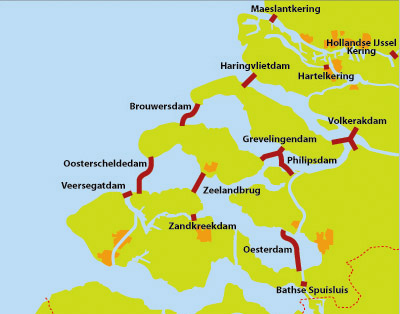 Maeslantkering
Hollandse IJssel
Kering
Haringvlietdam
Hartelkering
Brouwersdam
Volkerakdam
Grevelingendam
Oosterscheldedam
Philipsdam
Veersegatdam
Zeelandbrug
Zandkreekdam
Oesterdam
Bathse Spuisluis